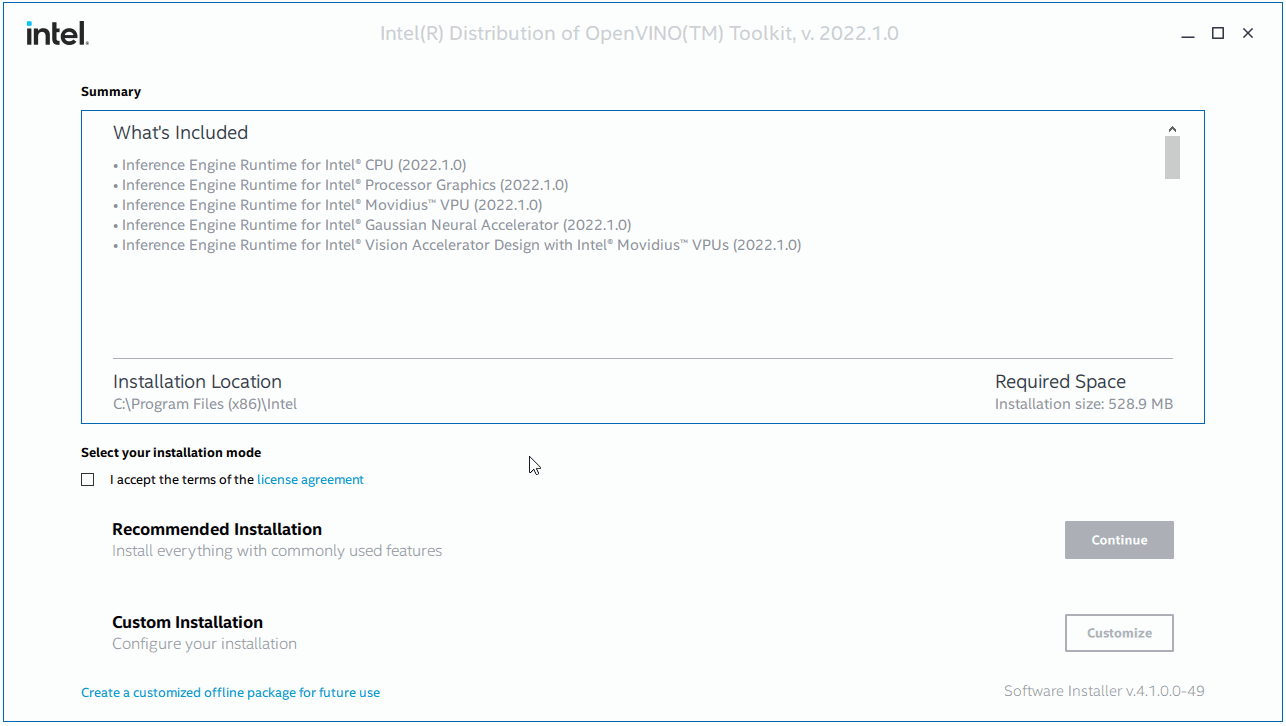 intel.
Intel(R) Distribution of OpenVINO(TM) Toolkit, v. 2022.1.0
Summary
What's Included
• Inference Engine Runtime for Intel® CPU (2022.1.0)
• Inference Engine Runtime for Intel® Processor Graphics (2022.1.0)
• Inference Engine Runtime for Intel® Movidius™ VPU (2022.1.0)
• Inference Engine Runtime for Intel® Gaussian Neural Accelerator (2022.1.0)
• Inference Engine Runtime for Intel® Vision Accelerator Design with Intel® Movidius™ VPUs (2022.1.0)
Installation Location
C:\Program Files (x86)\Intel
Required Space
Installation size: 528.9 MB
Select your installation mode
I accept the terms of the license agreement
Recommended Installation
Install everything with commonly used features
Continue
Custom Installation
Configure your installation
Customize
Create a customized offline package for future use
Software Installer v.4.1.0.0-49